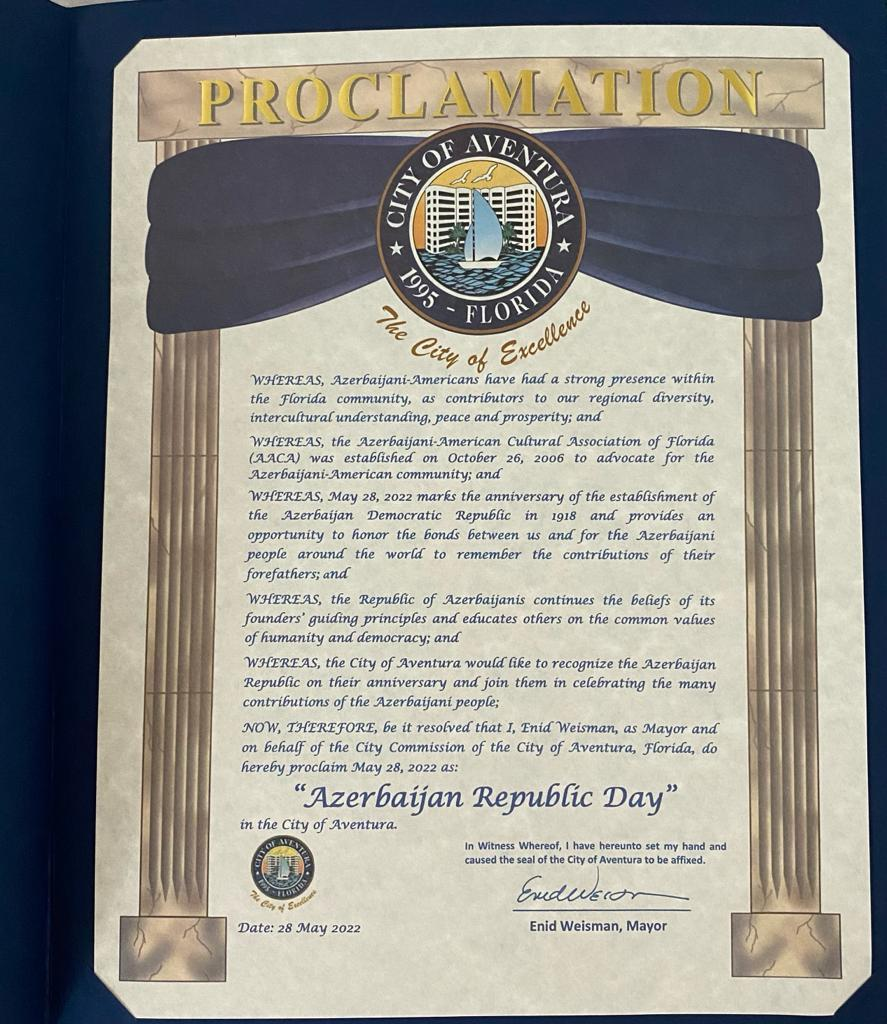 PROCLAMATION
CITY OF AVENTURA
1995 - FLORIDA
The City of Excellence
WHEREAS, Azerbaijani-Americans have had a strong presence within
the Florida community, as contributors to our regional diversity,
intercultural understanding, peace and prosperity; and
WHEREAS, the Azerbaijani-American Cultural Association of Florida
(AACA) was established on October 26, 2006 to advocate for the
Azerbaijani-American community; and
WHEREAS, May 28, 2022 marks the anniversary of the establishment of
the Azerbaijan Democratic Republic in 1918 and provides an
opportunity to honor the bonds between us and for the Azerbaijani
people around the world to remember the contributions of their
forefathers; and
WHEREAS, the Republic of Azerbaijanis continues the beliefs of its
founders' guiding principles and educates others on the common values
of humanity and democracy; and
WHEREAS, the City of Aventura would like to recognize the Azerbaijan
Republic on their anniversary and join them in celebrating the many
contributions of the Azerbaijani people;
NOW, THEREFORE, be it resolved that I, Enid Weisman, as Mayor and
on behalf of the City Commission of the City of Aventura, Florida, do
hereby proclaim May 28, 2022 as:
"Azerbaijan Republic Day"
in the City of Aventura.
CITY OF AVENTURA
1995 - FLORIDA
The City of Excellence
In Witness Whereof, I have hereunto set my hand and
caused the seal of the City of Aventura to be affixed.
Enid Weisman, Mayor
Date: 28 May 2022